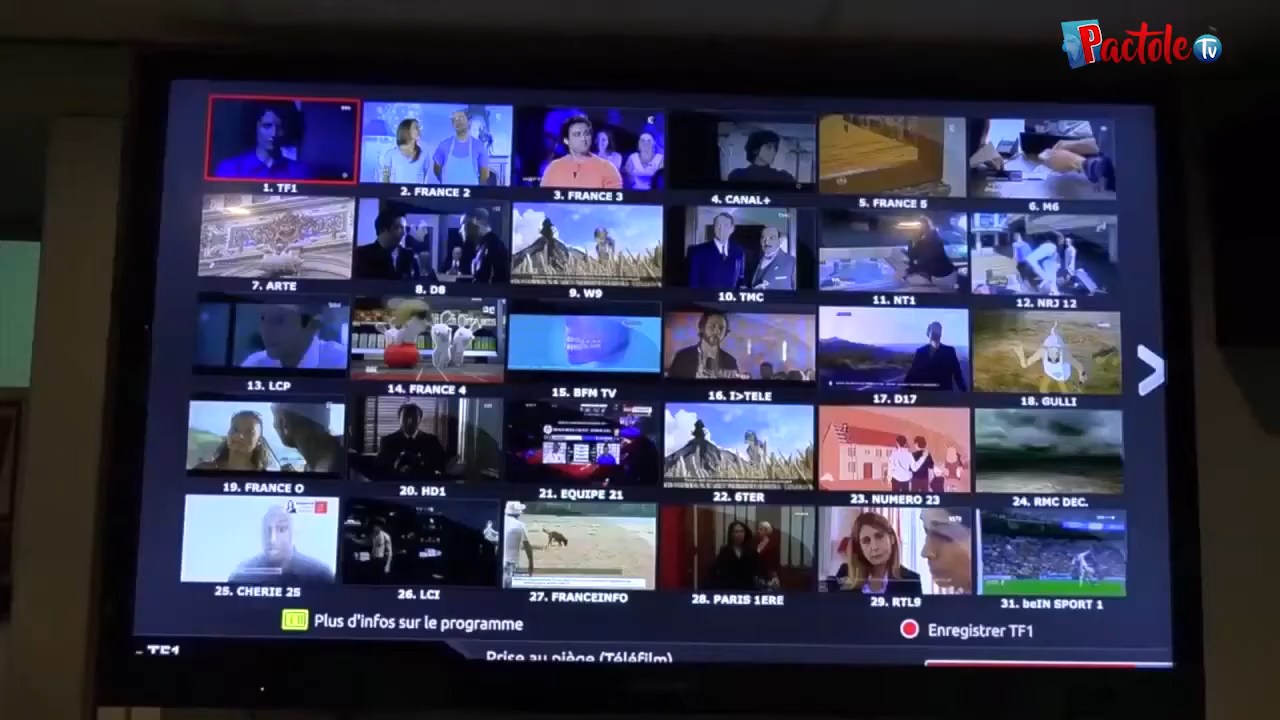 Pactole Tv
1. TF1
2. FRANCE 2
3. FRANCE 3
4. CANAL+
5. FRANCE 5
6. M6
7. ARTE
8. D8
9. W9
10. TMC
11. NT1
12. NRJ 12
13. LCP
14. FRANCE 4
15. BFM TV
16. I>TELE
17. D17
18. GULLI
19. FRANCE O
20. HD1
21. EQUIPE 21
22. 6TER
23. NUMERO 23
24. RMC DEC.
25. CHERIE 25
26. LCI
27. FRANCEINFO
28. PARIS 1ERE
29. RTL9
31. beIN SPORT 1
Plus d'infos sur le programme
Enregistrer TF1
TF1
Prise au piège (Téléfilm)